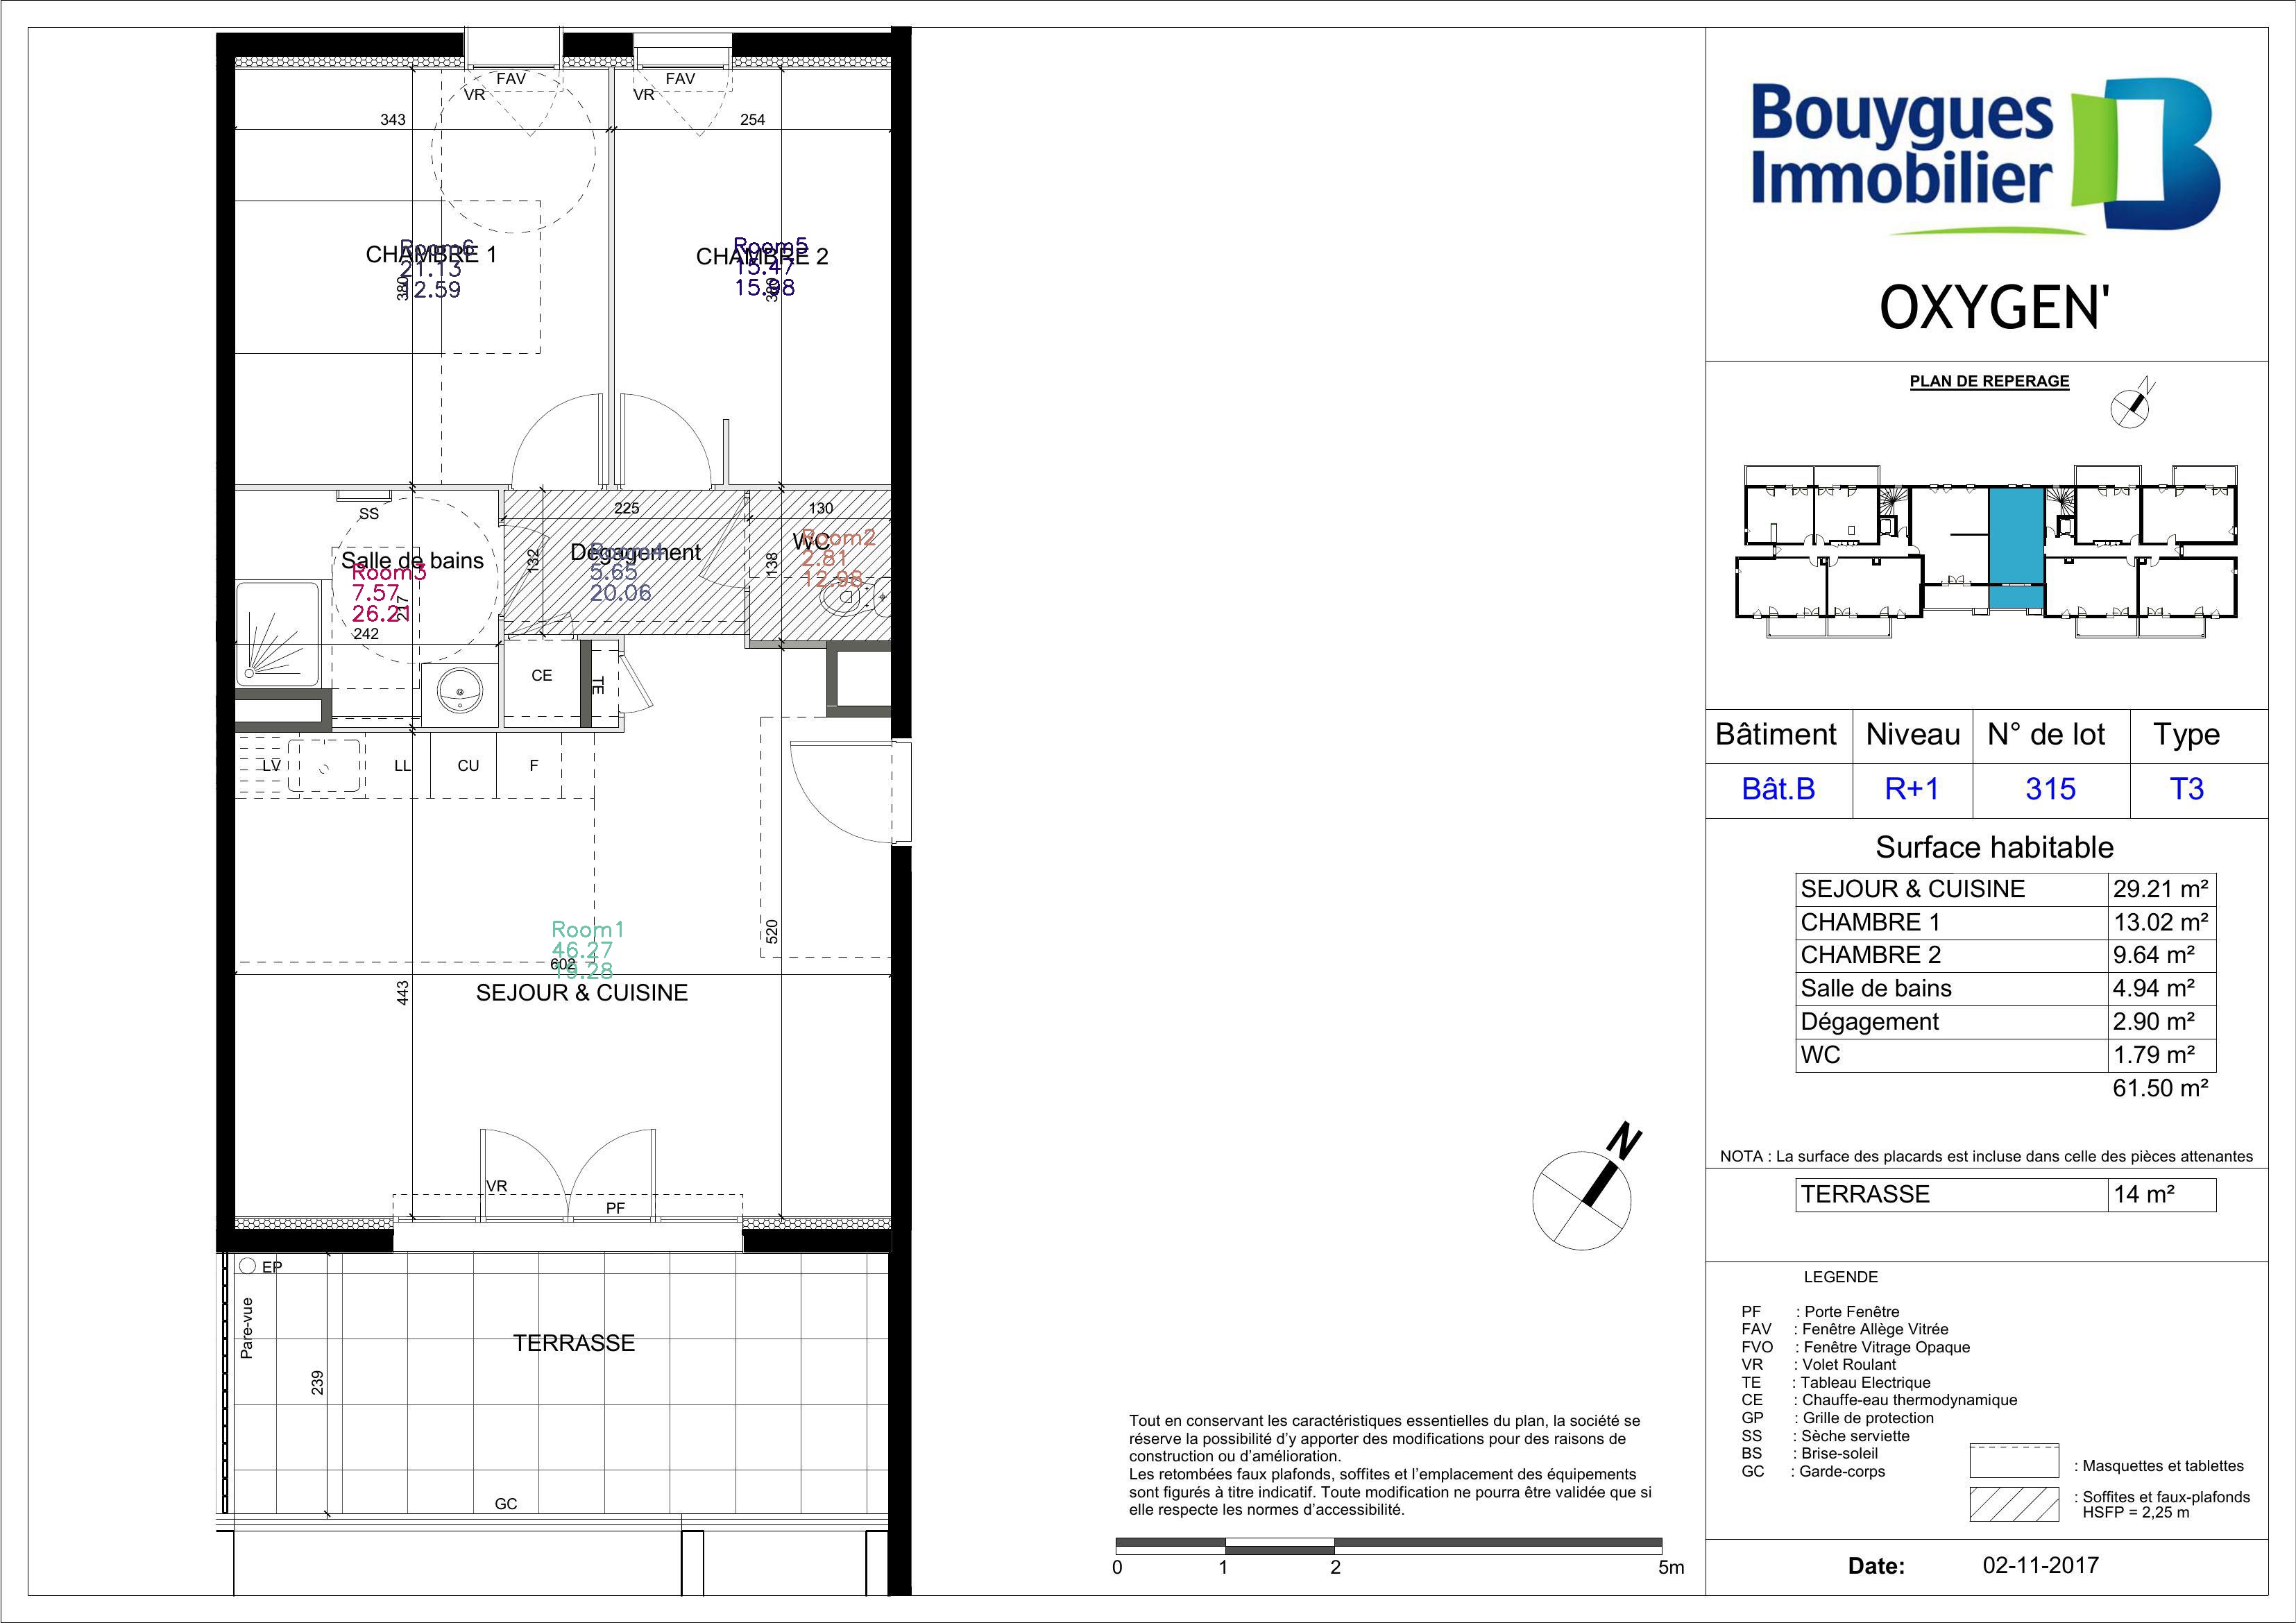 FAV
VR
FAV
VR
343
254
CHAMBRE 1
Room6
21.13
12.59
380
CHAMBRE 2
Room5
15.47
15.98
SS
225
130
Salle de bains
Room3
7.57
26.21
217
242
132
Dégagement
Room4
5.65
20.06
138
WC
Room2
2.81
12.98
CE
TE
LV
LL
CU
F
Room1
46.27
19.28
602
520
443
SEJOUR & CUISINE
VR
PF
EP
Pare-vue
TERRASSE
239
GC
N
Tout en conservant les caractéristiques essentielles du plan, la société se
réserve la possibilité d'y apporter des modifications pour des raisons de
construction ou d'amélioration.
Les retombées faux plafonds, soffites et l'emplacement des équipements
sont figurés à titre indicatif. Toute modification ne pourra être validée que si
elle respecte les normes d'accessibilité.
0 1 2 5m
Bouygues
Immobilier
OXYGEN'
PLAN DE REPERAGE
N
Bâtiment Niveau N° de lot Type
Bât.B R+1 315 T3
Surface habitable
SEJOUR & CUISINE 29.21 m²
CHAMBRE 1 13.02 m²
CHAMBRE 2 9.64 m²
Salle de bains 4.94 m²
Dégagement 2.90 m²
WC 1.79 m²
61.50 m²
NOTA : La surface des placards est incluse dans celle des pièces attenantes
TERRASSE 14 m²
LEGENDE
PF : Porte Fenêtre
FAV : Fenêtre Allège Vitrée
FVO : Fenêtre Vitrage Opaque
VR : Volet Roulant
TE : Tableau Electrique
CE : Chauffe-eau thermodynamique
GP : Grille de protection
SS : Sèche serviette
BS : Brise-soleil
GC : Garde-corps
: Masquettes et tablettes
: Soffites et faux-plafonds
HSFP = 2,25 m
Date: 02-11-2017